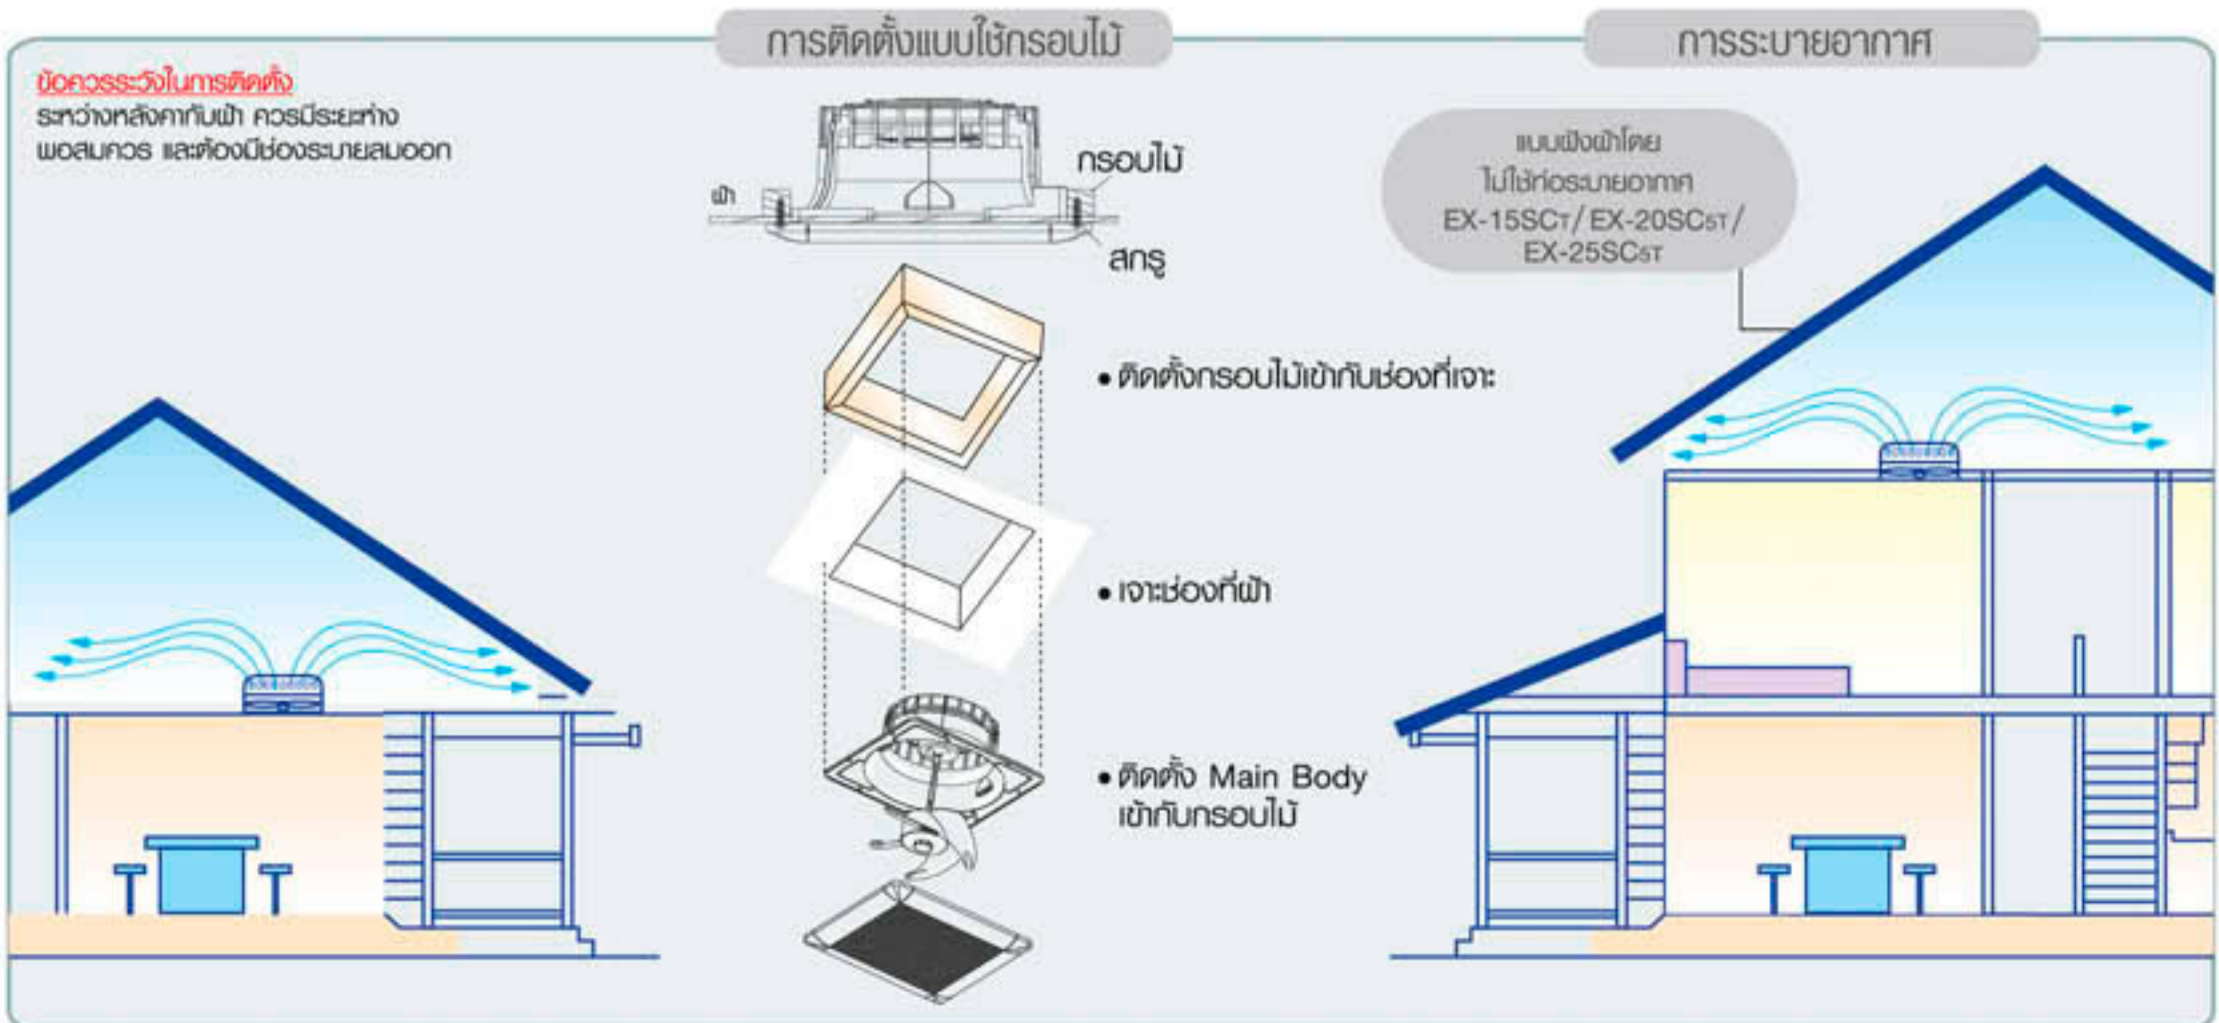 การติดตั้งแบบใช้กรอบไม้
การระบายอากาศ
ข้อควรระวังในการติดตั้ง
ระหว่างหลังคากับฝ้า ควรมีระยะห่าง
พอสมควร และต้องมีช่องระบายลมออก
ฝ้า
กรอบไม้
สกรู
• ติดตั้งกรอบไม้เข้ากับช่องที่เจาะ
• เจาะช่องที่ฝ้า
• ติดตั้ง Main Body
เข้ากับกรอบไม้
แบบฝังฝ้าโดย
ไม่ใช้ท่อระบายอากาศ
EX-15SCT/ EX-20SC5T/
EX-25SC5T